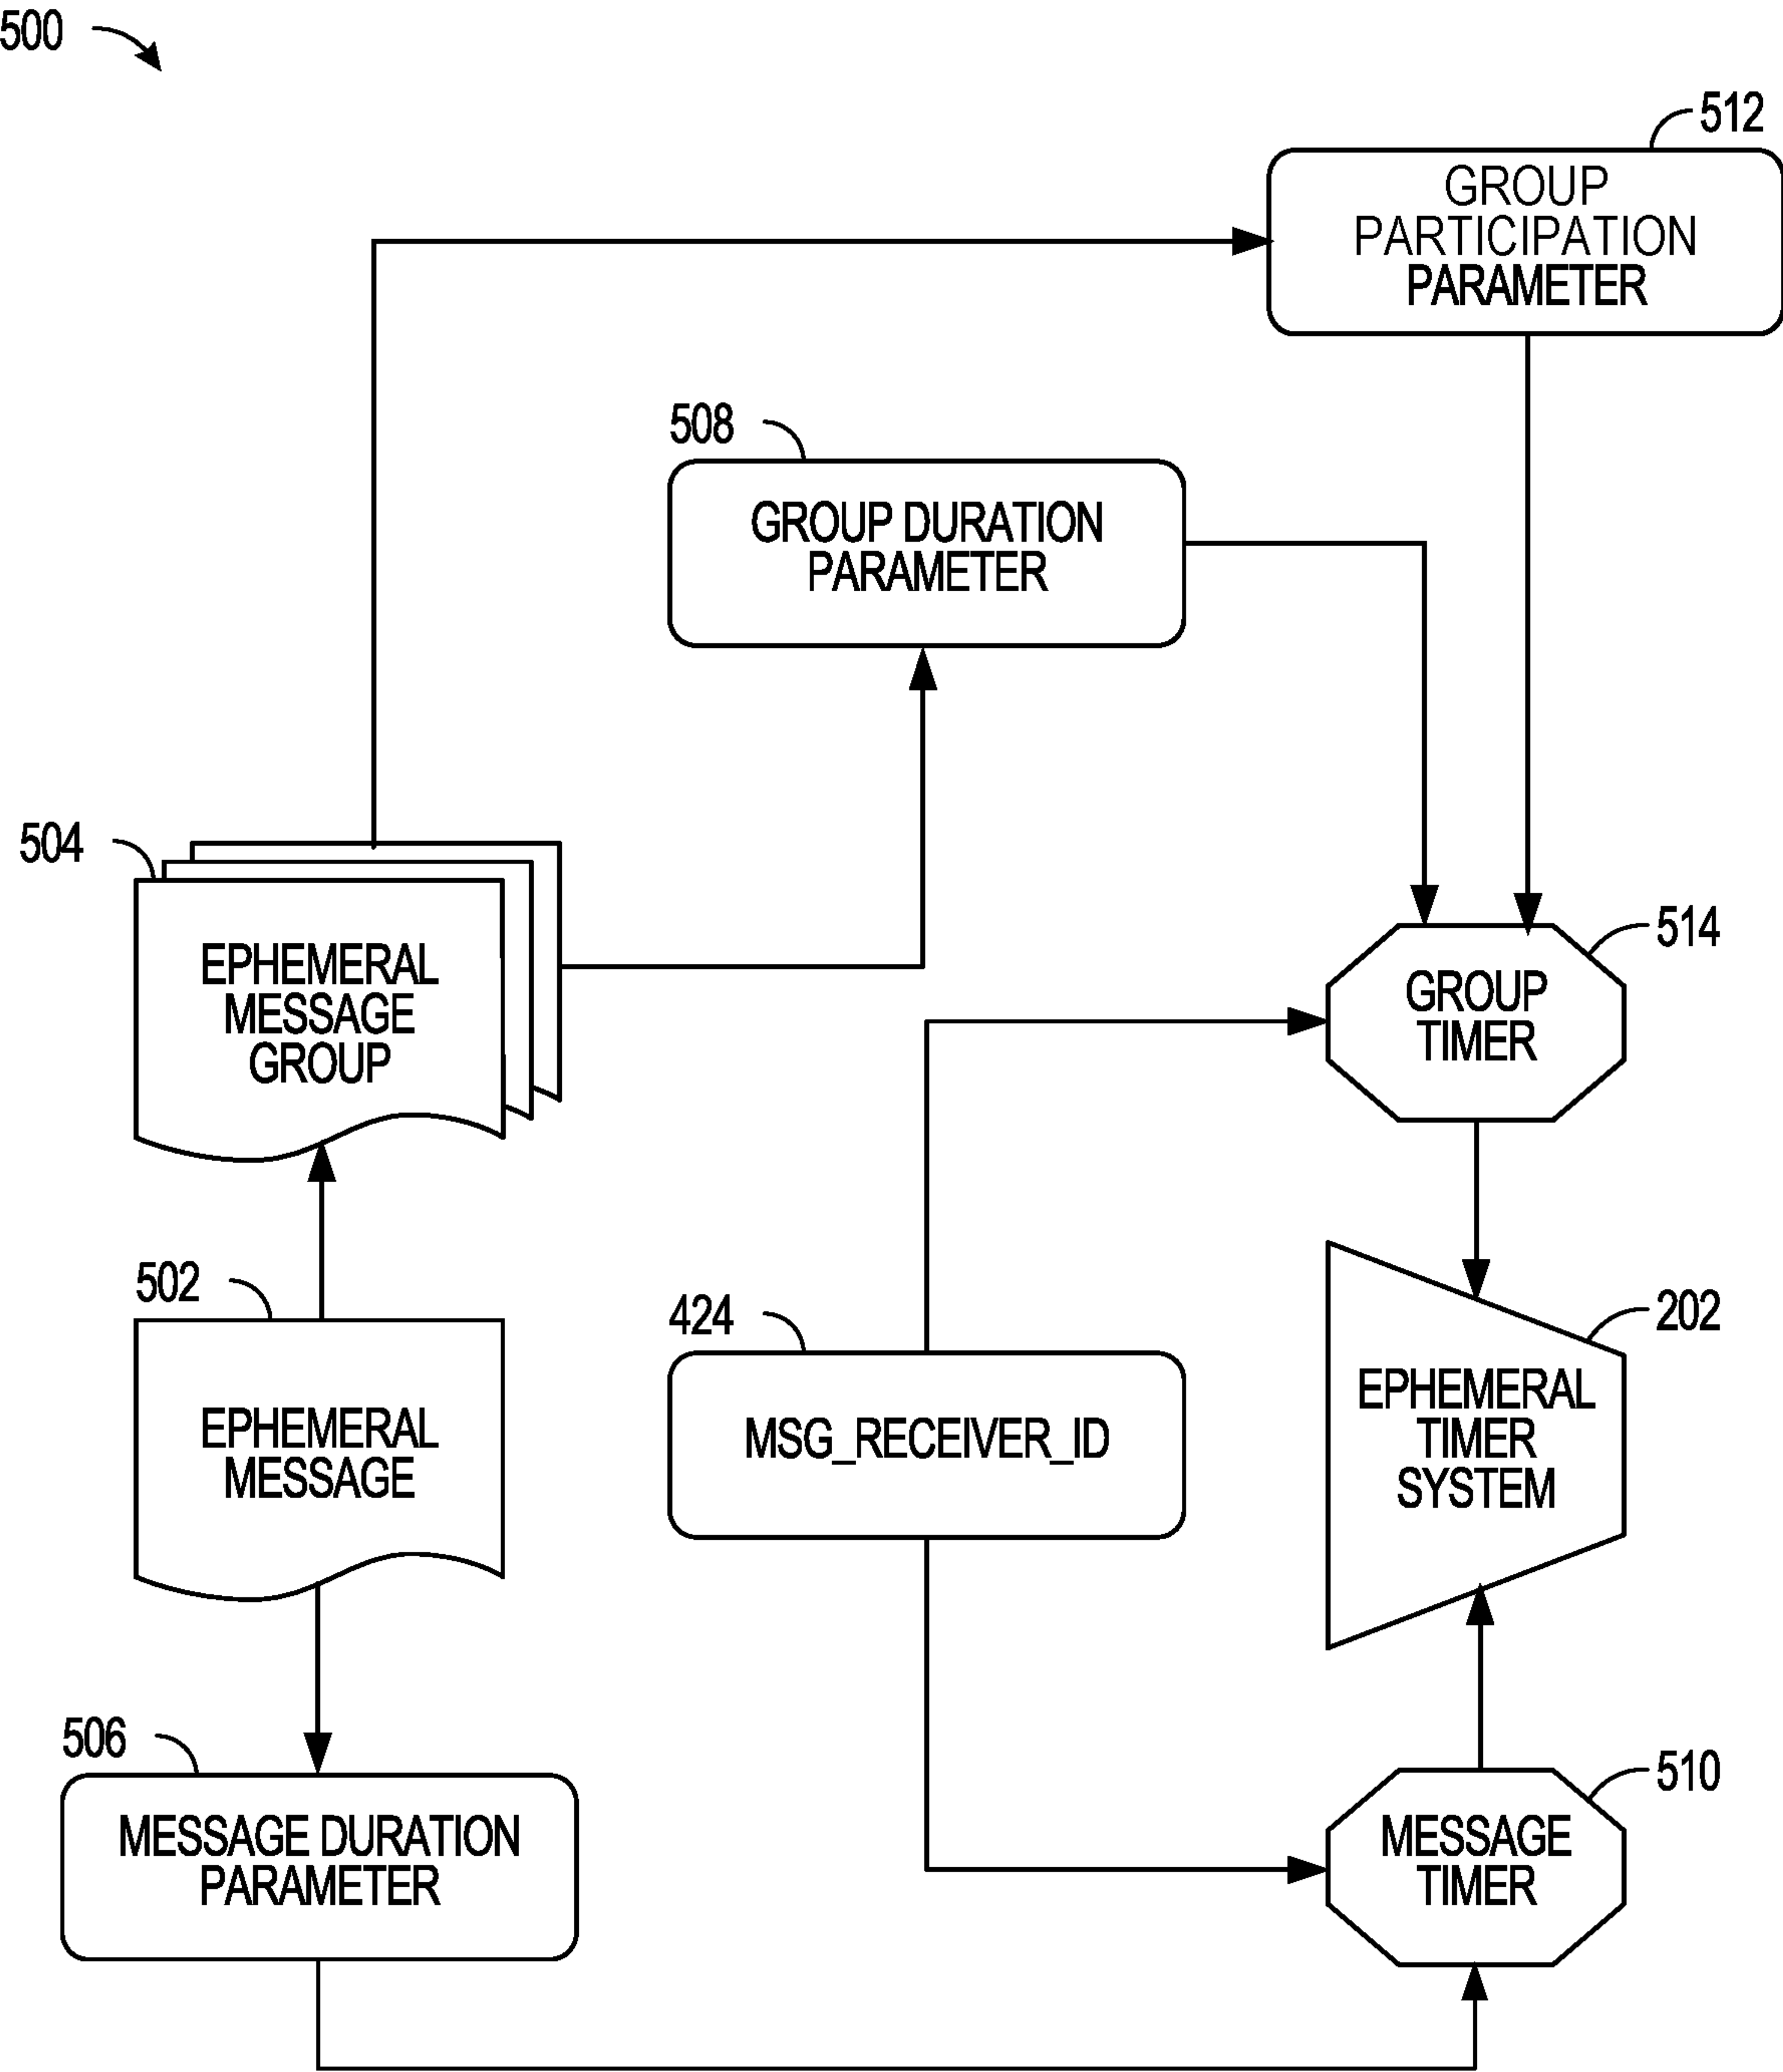 500
512
GROUP
PARTICIPATION
PARAMETER
508
GROUP DURATION
PARAMETER
504
EPHEMERAL
MESSAGE
GROUP
514
GROUP
TIMER
502
EPHEMERAL
MESSAGE
424
MSG_RECEIVER_ID
202
EPHEMERAL
TIMER
SYSTEM
506
MESSAGE DURATION
PARAMETER
510
MESSAGE
TIMER